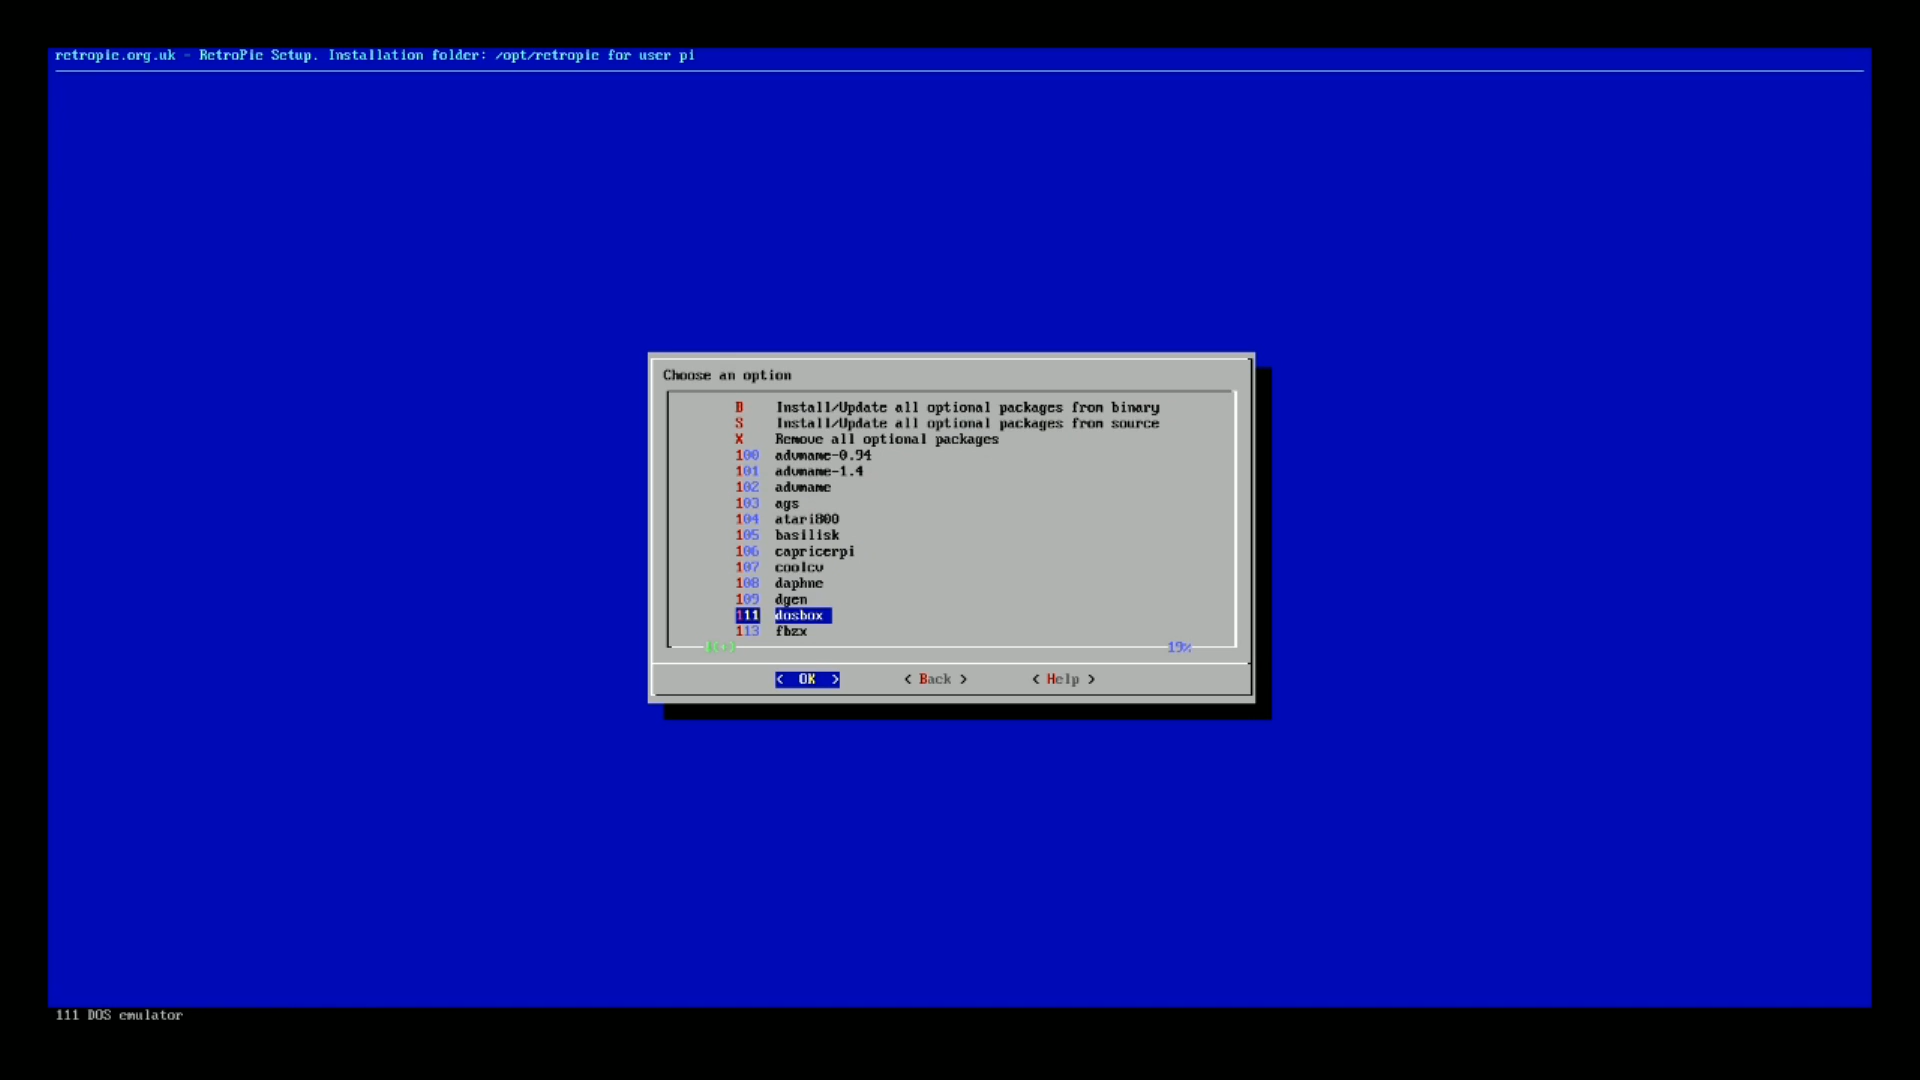 retropie.org.uk - RetroPie Setup. Installation folder: /opt/retropie for user pi
Choose an option
B Install/Update all optional packages from binary
S Install/Update all optional packages from source
X Remove all optional packages
100 advmame-0.94
101 advmame-1.4
102 advmame
103 ags
104 atari800
105 basilisk
106 capricerpi
107 coolcv
108 daphne
109 dgen
111 dosbox
113 fbzx
↓(+) 19%
< OK > < Back > < Help >
111 DOS emulator